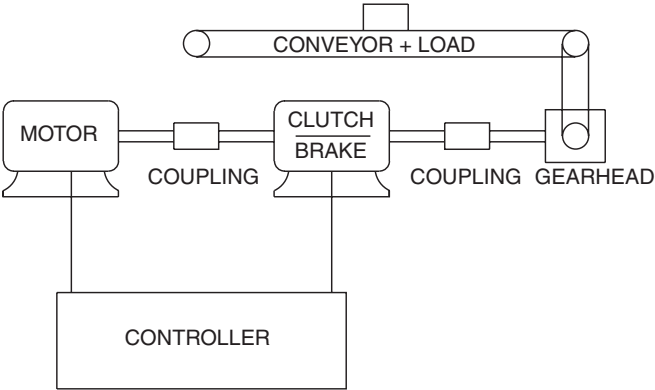 CONVEYOR + LOAD
MOTOR
CLUTCH
BRAKE
COUPLING
COUPLING
GEARHEAD
CONTROLLER